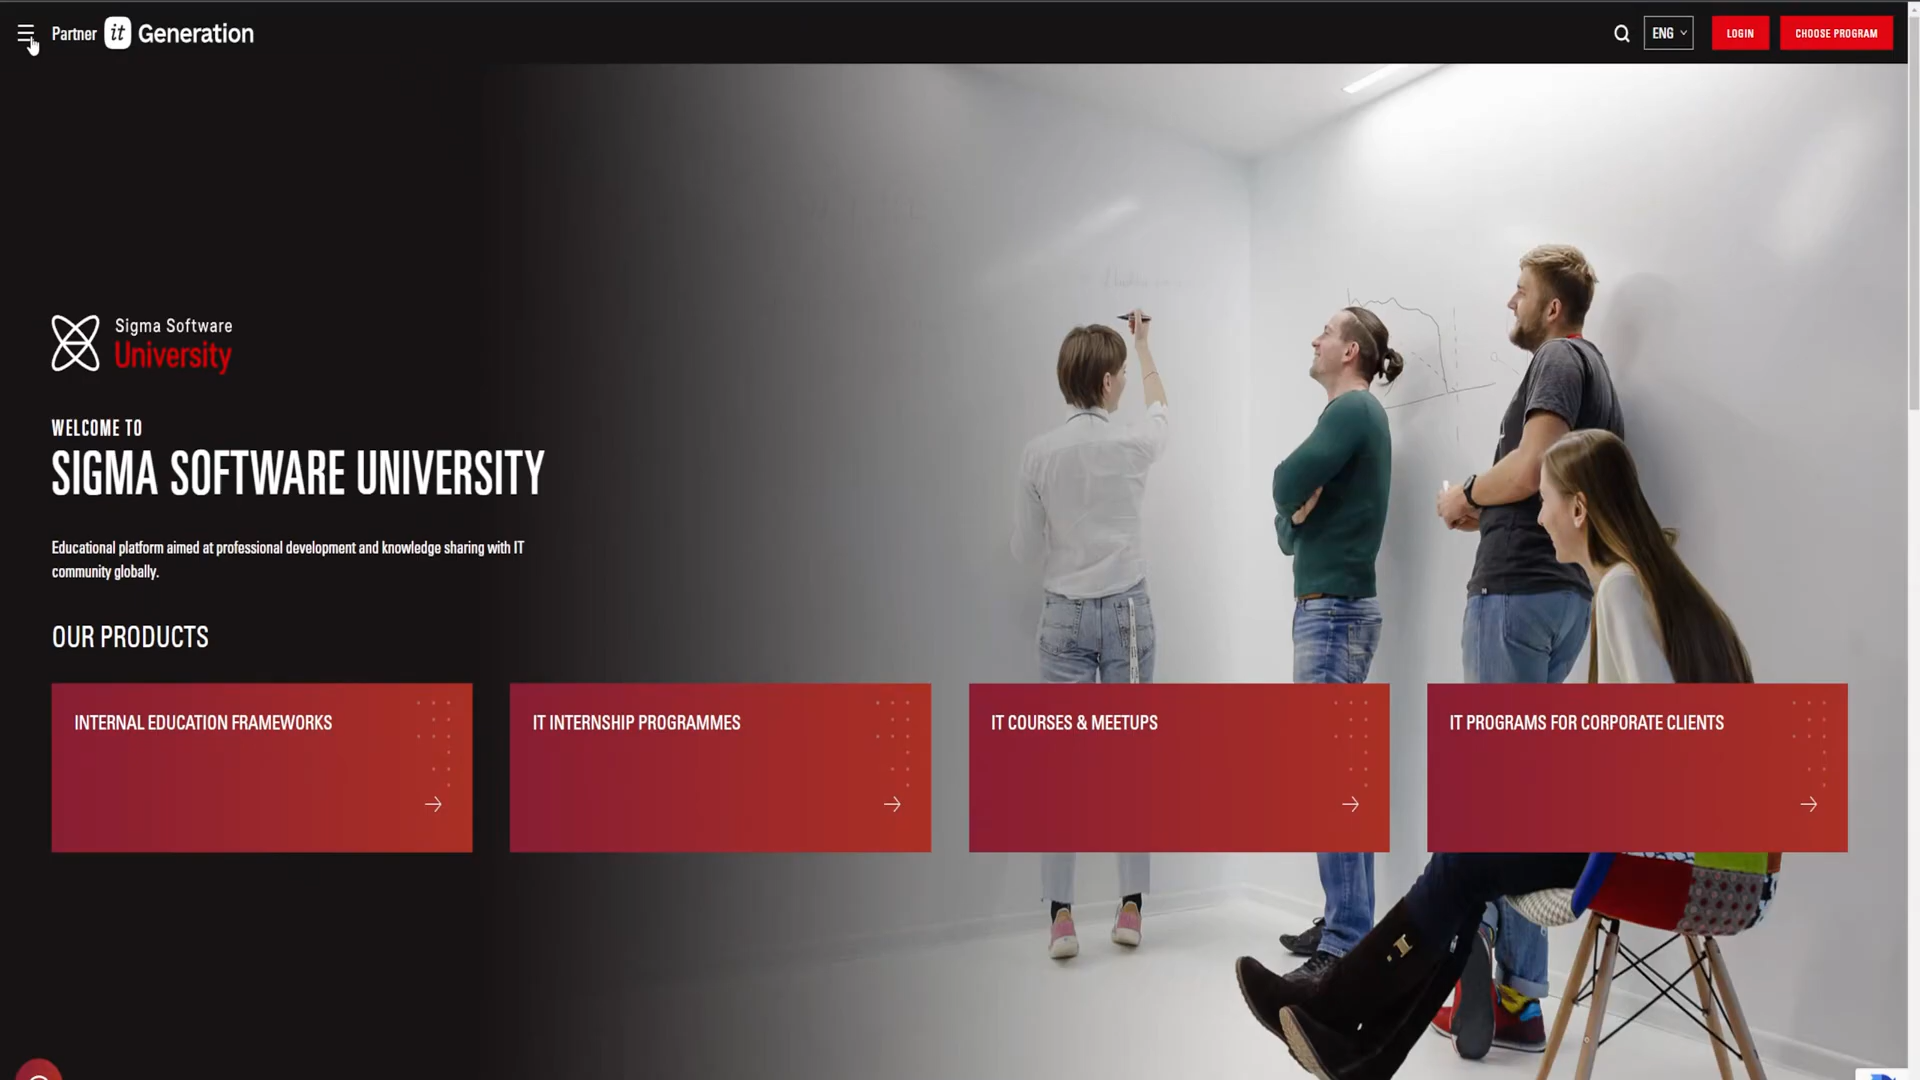 Partner it Generation
ENG
LOGIN
CHOOSE PROGRAM
Sigma Software
University
WELCOME TO
SIGMA SOFTWARE UNIVERSITY
Educational platform aimed at professional development and knowledge sharing with IT
community globally.
OUR PRODUCTS
INTERNAL EDUCATION FRAMEWORKS
IT INTERNSHIP PROGRAMMES
IT COURSES & MEETUPS
IT PROGRAMS FOR CORPORATE CLIENTS